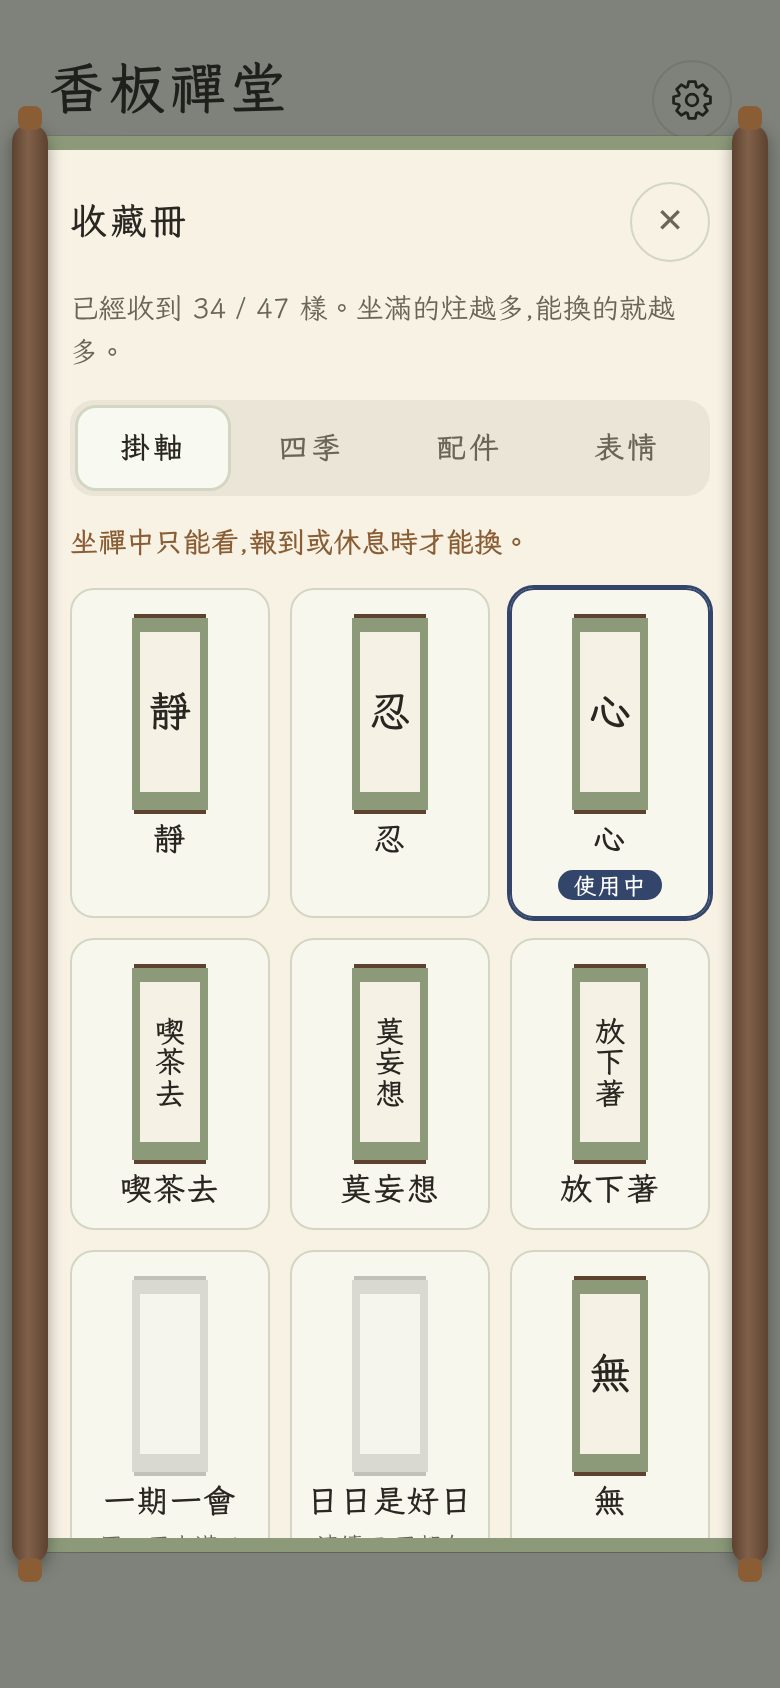 香板禪堂
收藏冊
✕
已經收到 34 / 47 樣。坐滿的炷越多,能換的就越
多。
掛軸 四季 配件 表情
坐禪中只能看,報到或休息時才能換。
靜 忍 心
靜 忍 心
使用中
喫茶去 莫妄想 放下著
喫茶去 莫妄想 放下著
無
一期一會 日日是好日 無